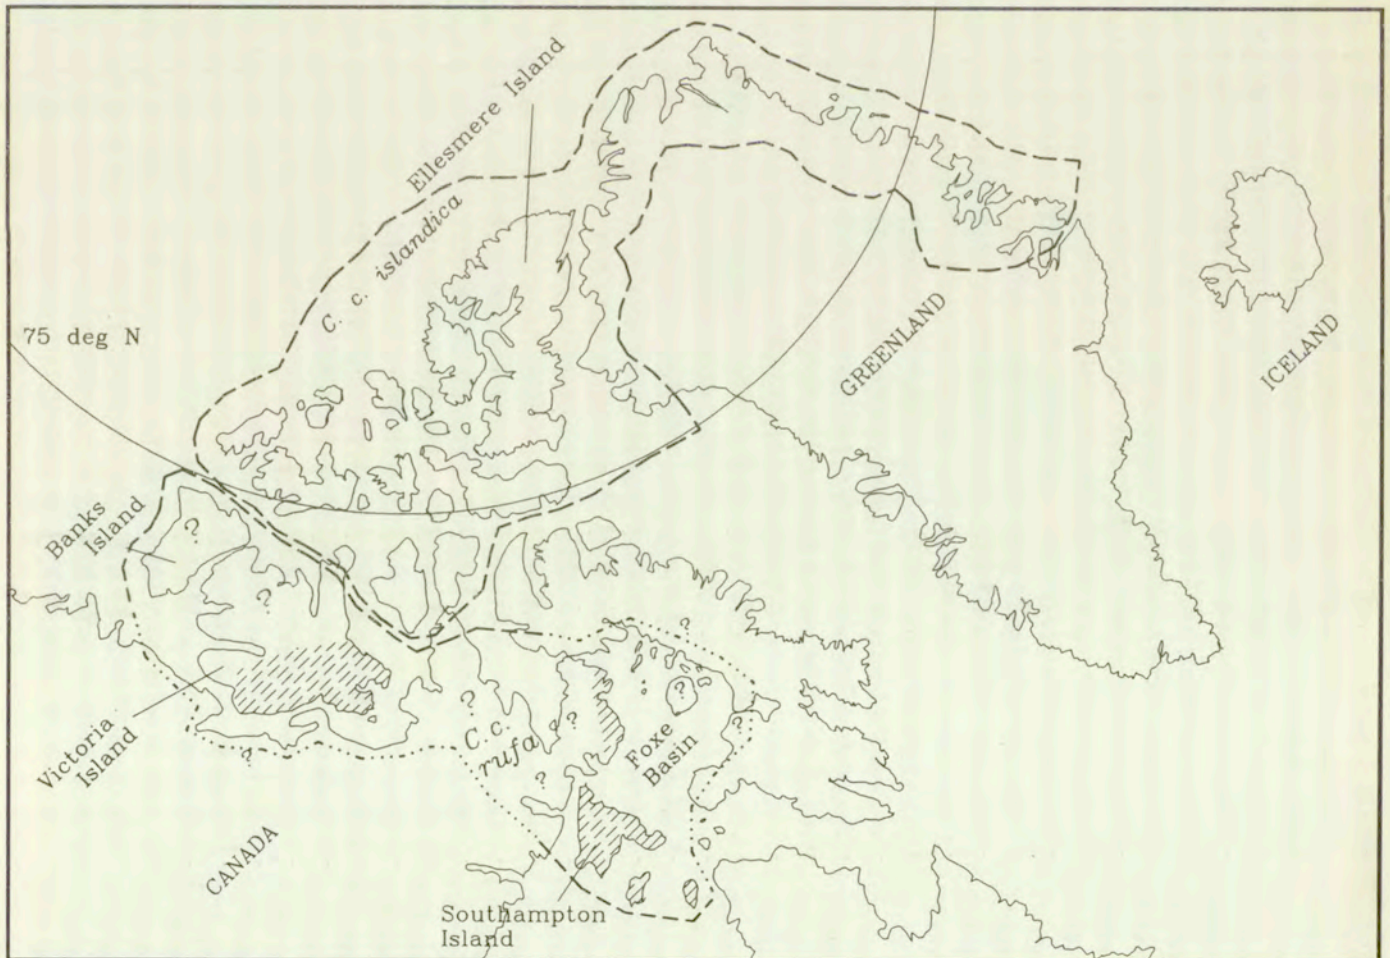 Ellesmere Island
C. c. islandica
75 deg N
GREENLAND
ICELAND
Banks
Island
?
?
?
?
?
?
?
?
?
C.c.
rufa
Foxe
Basin
Victoria
Island
CANADA
Southampton
Island